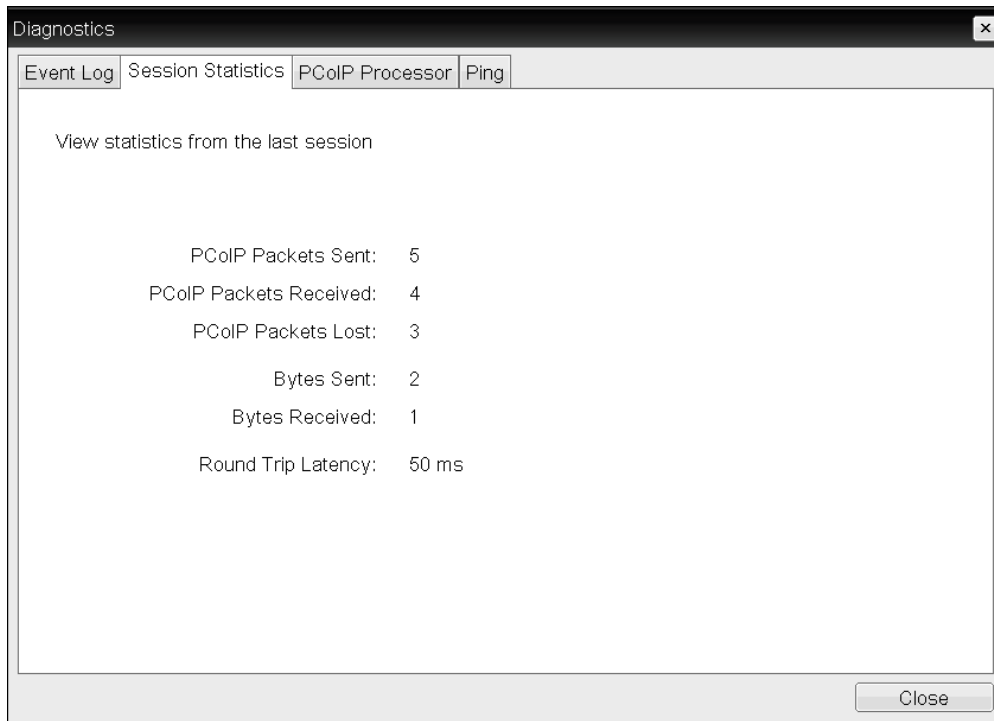 Diagnostics
Event Log Session Statistics PCoIP Processor Ping
View statistics from the last session
PCoIP Packets Sent: 5
PCoIP Packets Received: 4
PCoIP Packets Lost: 3
Bytes Sent: 2
Bytes Received: 1
Round Trip Latency: 50 ms
Close